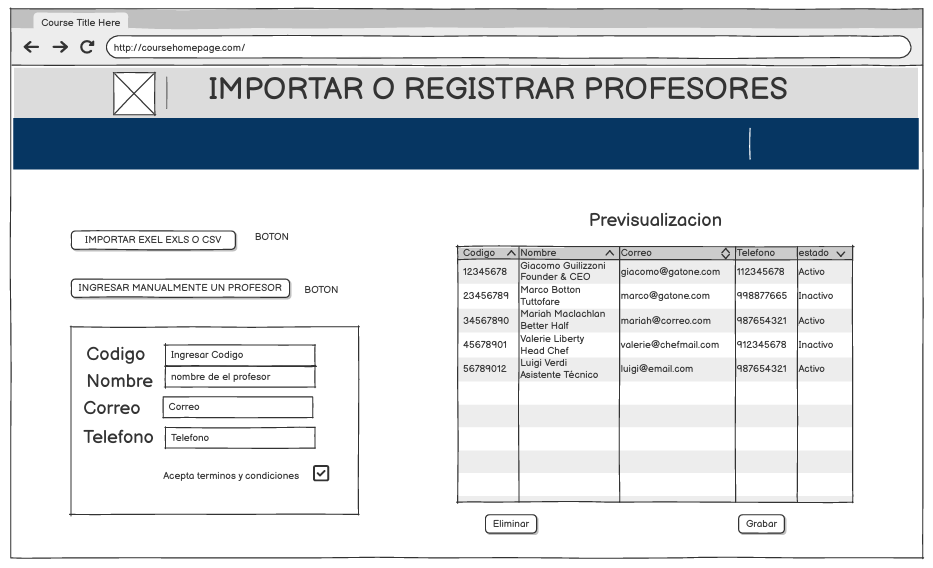 Course Title Here
http://coursehomepage.com/
IMPORTAR O REGISTRAR PROFESORES
IMPORTAR EXEL EXLS O CSV
BOTON
INGRESAR MANUALMENTE UN PROFESOR
BOTON
Codigo
Ingresar Codigo
Nombre
nombre de el profesor
Correo
Correo
Telefono
Telefono
Acepta terminos y condiciones
Previsualizacion
Codigo Nombre Correo Telefono estado
12345678 Giacomo Guilizzoni giacomo@gatone.com 112345678 Activo
Founder & CEO
23456789 Marco Botton marco@gatone.com 998877665 Inactivo
Tuttofare
34567890 Mariah Maclachlan mariah@correo.com 987654321 Activo
Better Half
45678901 Valerie Liberty valerie@chefmail.com 912345678 Inactivo
Head Chef
56789012 Luigi Verdi luigi@email.com 987654321 Activo
Asistente Técnico
Eliminar
Grabar